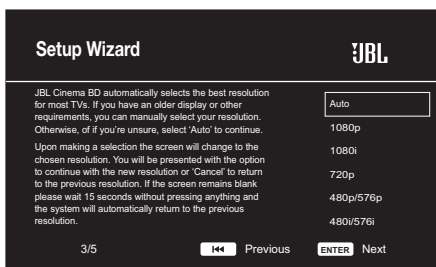 Setup Wizard
JBL
JBL Cinema BD automatically selects the best resolution
for most TVs. If you have an older display or other
requirements, you can manually select your resolution.
Otherwise, of if you're unsure, select 'Auto' to continue.
Upon making a selection the screen will change to the
chosen resolution. You will be presented with the option
to continue with the new resolution or 'Cancel' to return
to the previous resolution. If the screen remains blank
please wait 15 seconds without pressing anything and
the system will automatically return to the previous
resolution.
Auto
1080p
1080i
720p
480p/576p
480i/576i
3/5
Previous
ENTER Next